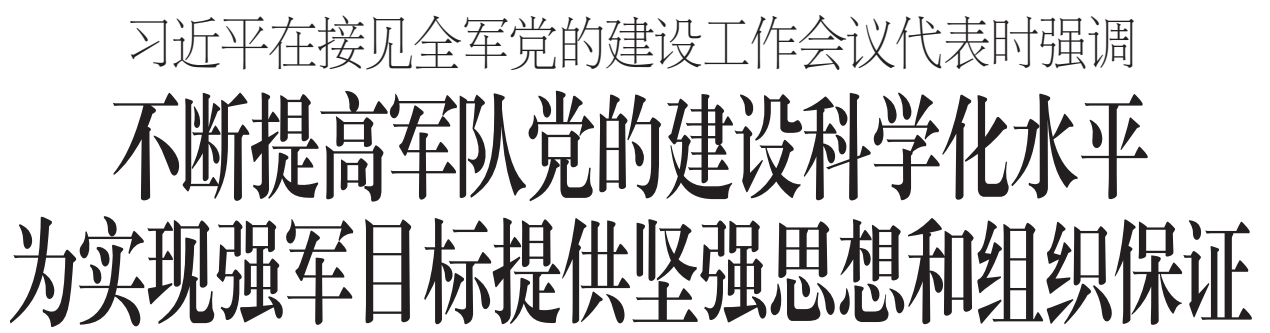 习近平在接见全军党的建设工作会议代表时强调
不断提高军队党的建设科学化水平
为实现强军目标提供坚强思想和组织保证